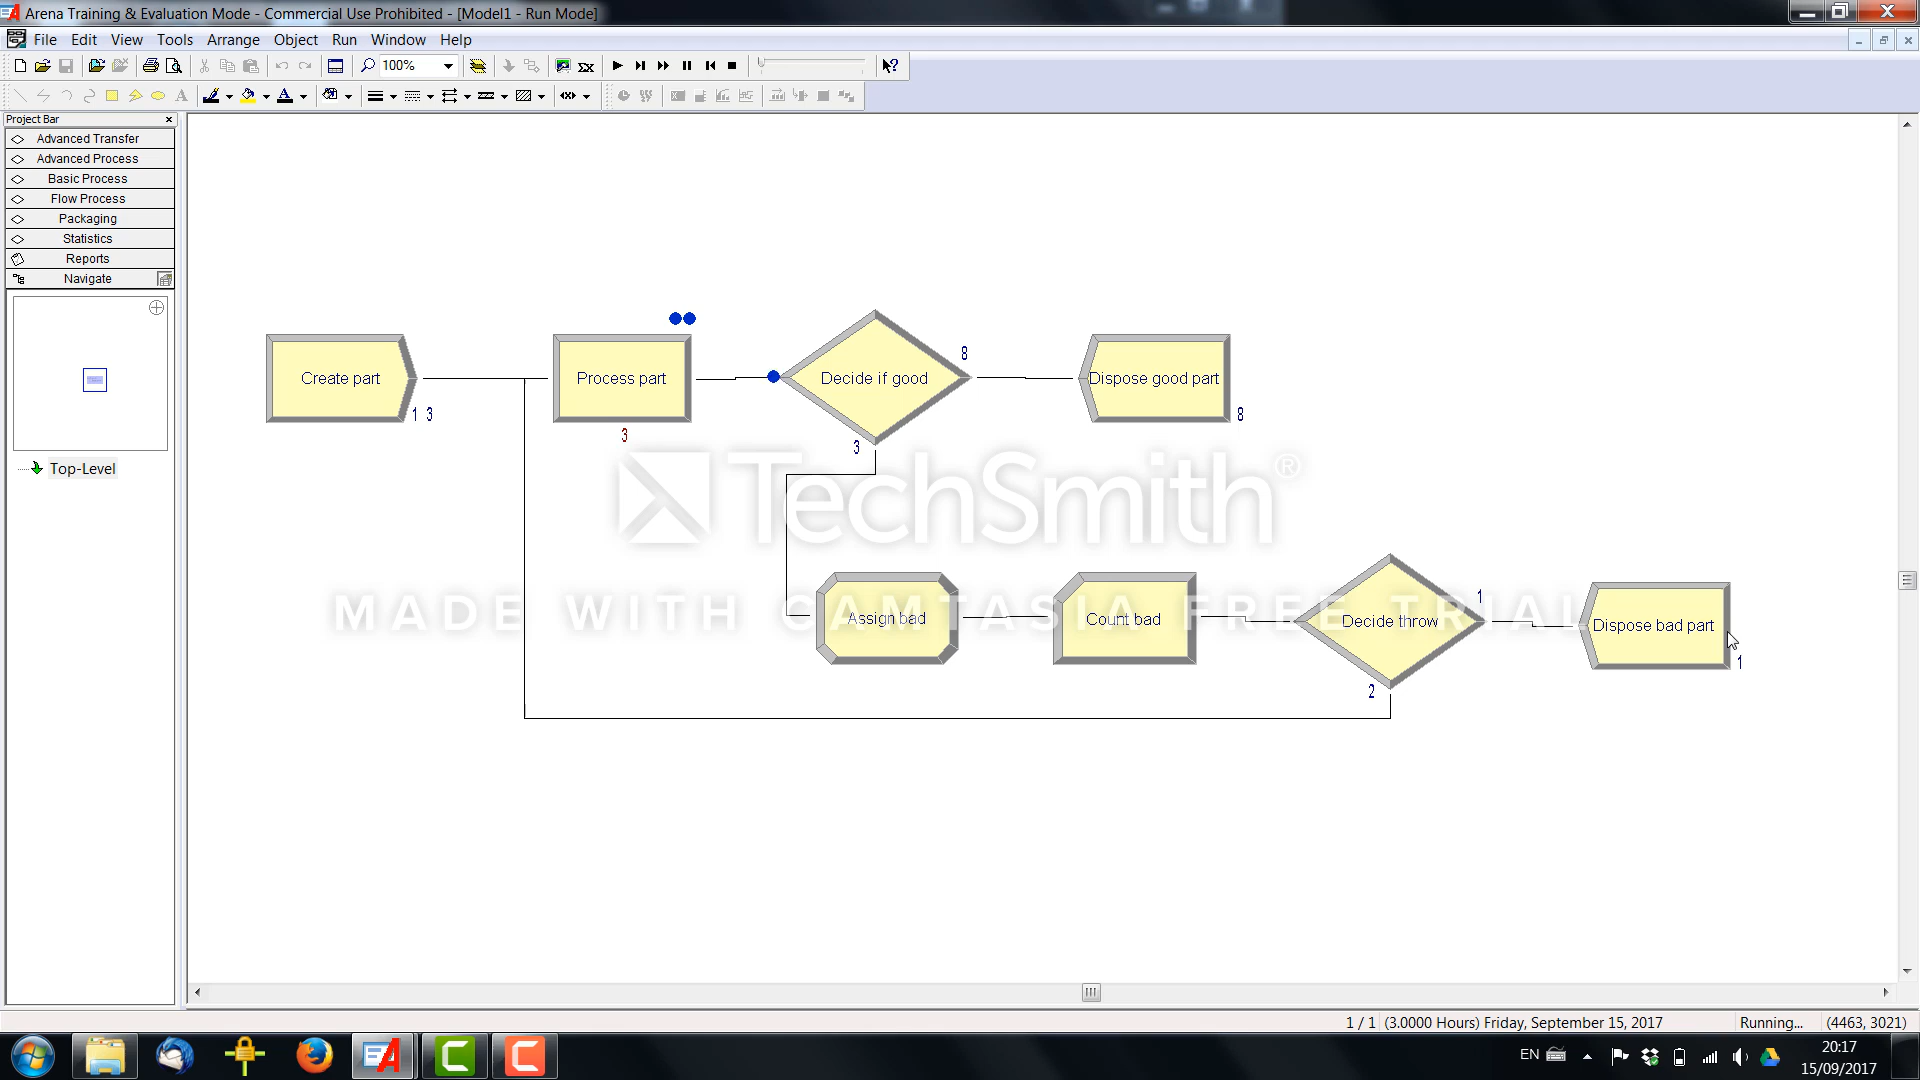 Arena Training & Evaluation Mode - Commercial Use Prohibited - [Model1 - Run Mode]
File Edit View Tools Arrange Object Run Window Help
100%
Project Bar
Advanced Transfer
Advanced Process
Basic Process
Flow Process
Packaging
Statistics
Reports
Navigate
Top-Level
Create part
1 3
Process part
3
Decide if good
8
3
Dispose good part
8
TechSmith®
MADE WITH CAMTASIA FREE TRIAL
Assign bad
Count bad
Decide throw
1
2
Dispose bad part
1
1 / 1 (3.0000 Hours) Friday, September 15, 2017 Running... (4463, 3021)
EN
20:17
15/09/2017